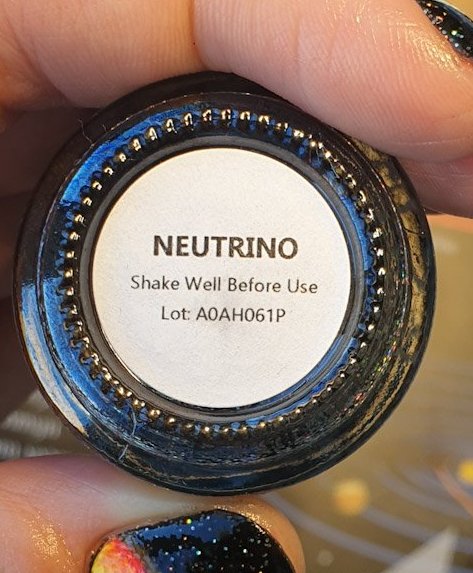 NEUTRINO
Shake Well Before Use
Lot: A0AH061P